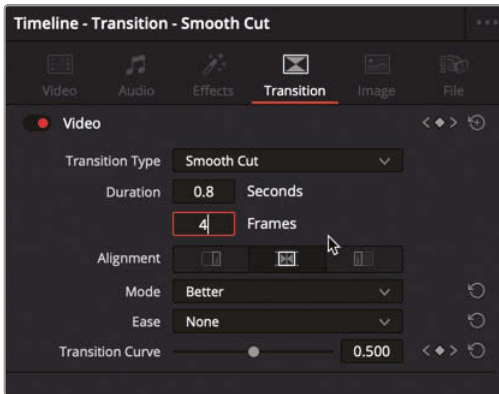 Timeline - Transition - Smooth Cut
Video Audio Effects Transition Image File
Video
Transition Type Smooth Cut
Duration 0.8 Seconds
4 Frames
Alignment
Mode Better
Ease None
Transition Curve 0.500